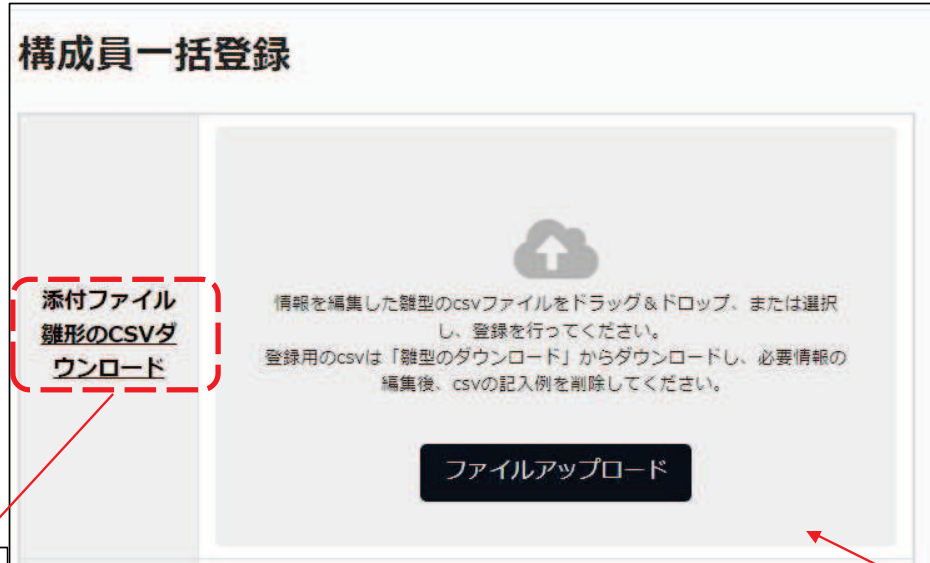 構成員一括登録
添付ファイル
雛形のCSVダ
ウンロード
情報を編集した雛型のcsvファイルをドラッグ＆ドロップ、または選択
し、登録を行ってください。
登録用のcsvは「雛型のダウンロード」からダウンロードし、必要情報の
編集後、csvの記入例を削除してください。
ファイルアップロード